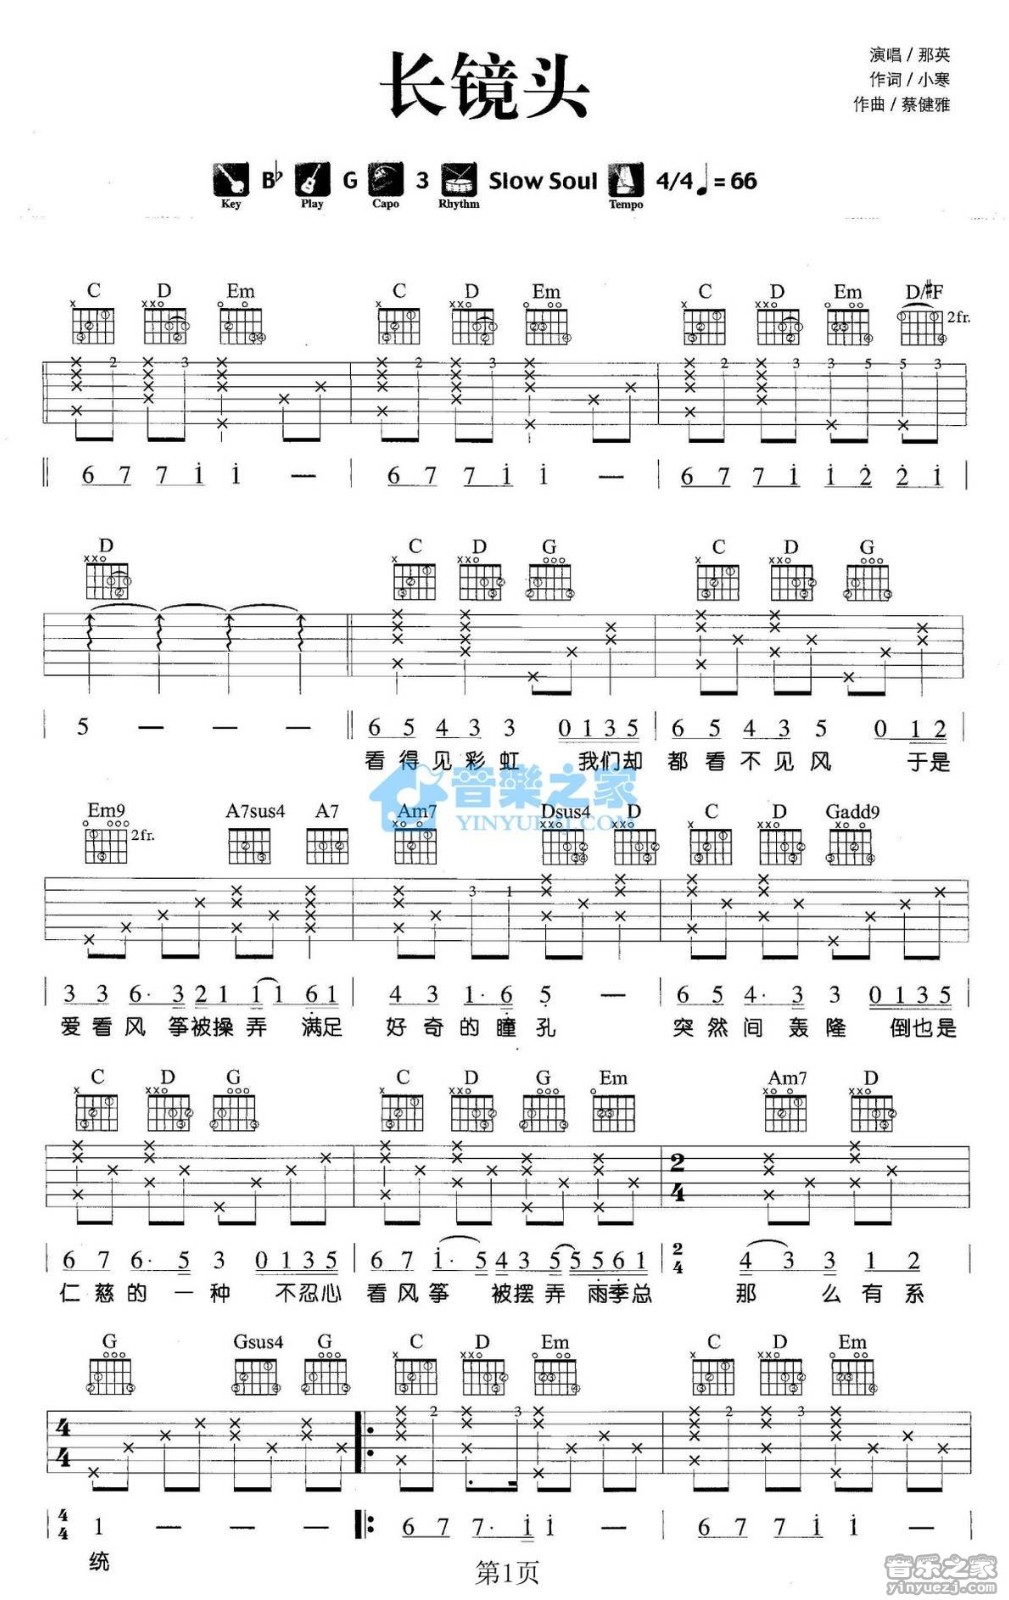 长镜头
演唱 / 那英
作词 / 小寒
作曲 / 蔡健雅
B♭ G 3 Slow Soul 4/4 ♩= 66
Key Play Capo Rhythm Tempo
C D Em C D Em C D Em D/♯F
2fr.
6 7 7 i i — 6 7 7 i i — 6 7 7 i i 2 2 i
D C D G C D G
5 — — — 6 5 4 3 3 0 1 3 5 6 5 4 3 5 0 1 2
看得见彩虹 我们却 都看不见风 于是
音樂之家
YINYUEZJ.COM
Em9 A7sus4 A7 Am7 Dsus4 D C D Gadd9
2fr.
3 3 6· 3 2 1 1 1 6 1 4 3 1· 6 5 — 6 5 4· 3 3 0 1 3 5
爱看风筝被操弄 满足 好奇的瞳孔 突然间轰隆 倒也是
C D G C D G Em Am7 D
6 7 6· 5 3 0 1 3 5 6 7 i· 5 4 3 5 5 5 5 6 1 2/4 4 3 3 1 2
仁慈的一种 不忍心 看风筝 被摆弄 雨季总 那么有系
G Gsus4 G C D Em C D Em
4/4 1 — — — 6 7 7· i i — 6 7 7 i i —
统
第1页
音乐之家
yinyuezj.com